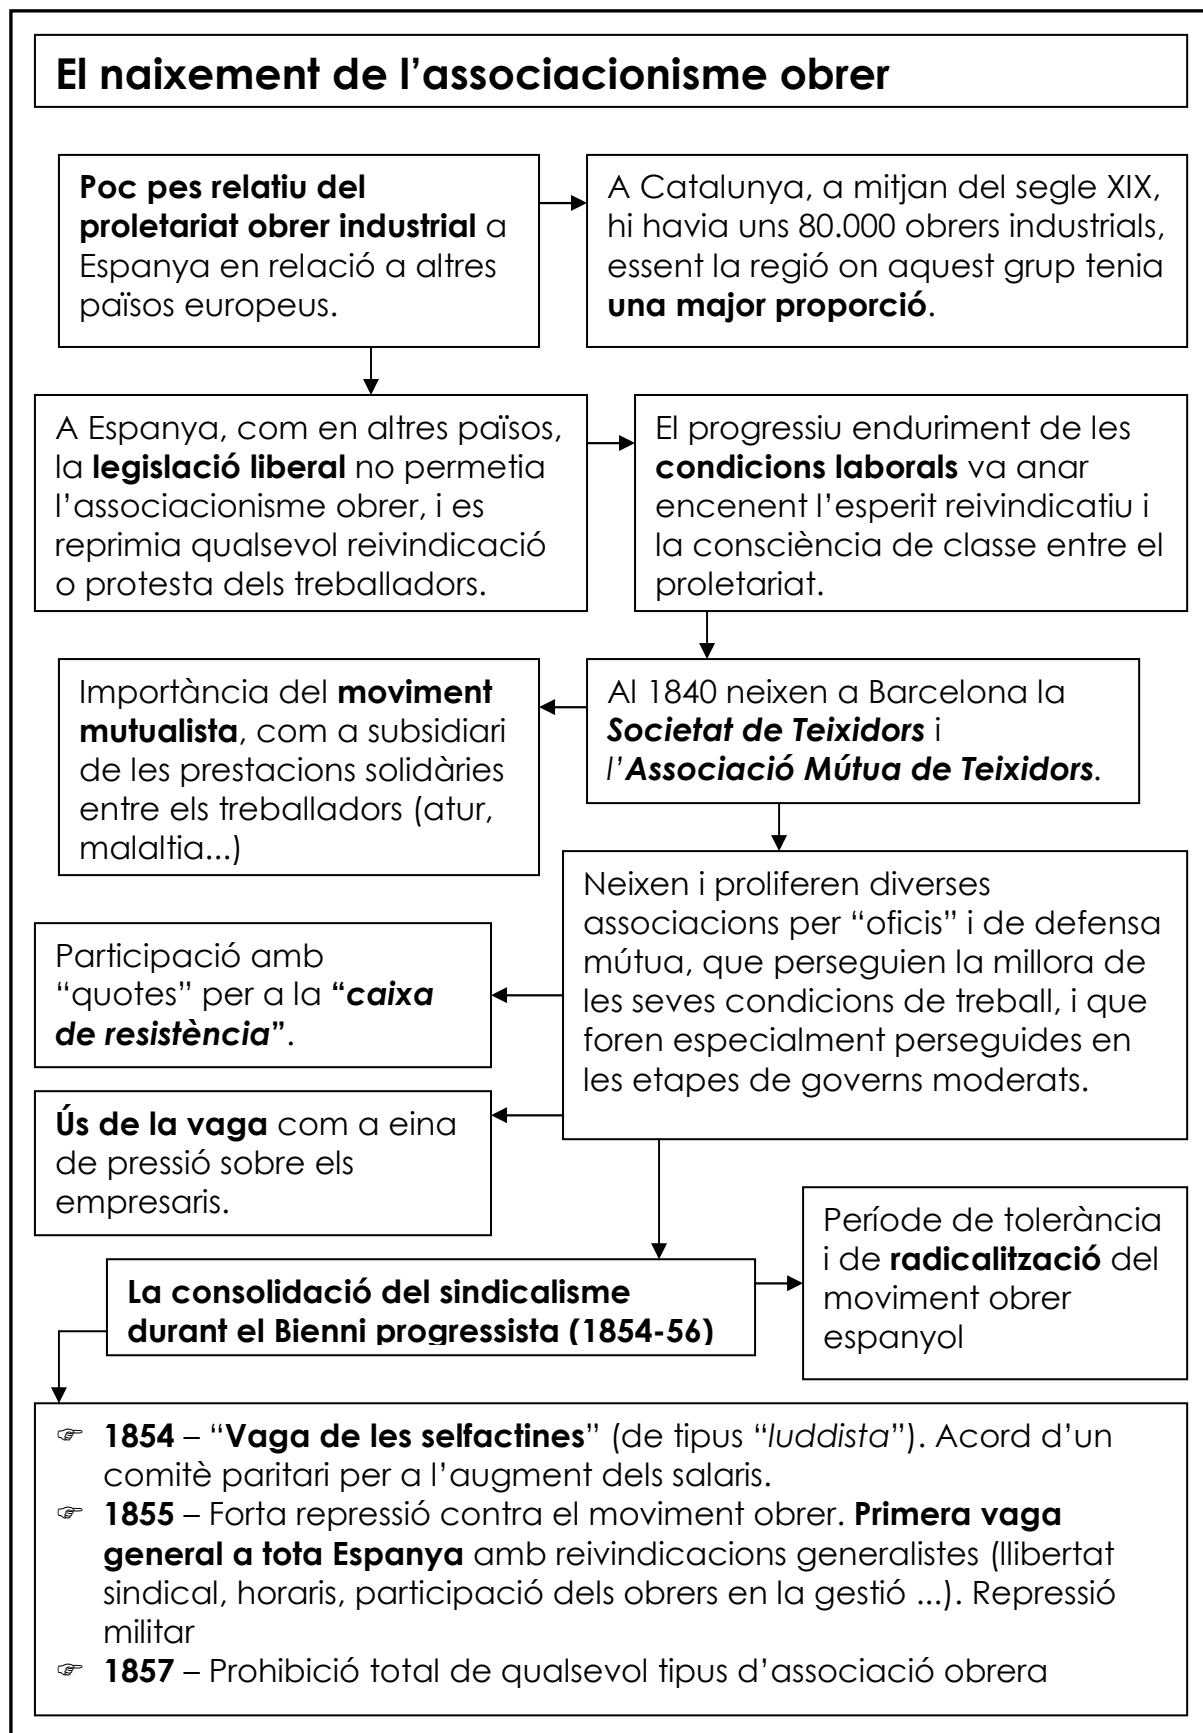 El naixement de l’associacionisme obrer
Poc pes relatiu del
proletariat obrer industrial a
Espanya en relació a altres
països europeus.
A Catalunya, a mitjan del segle XIX,
hi havia uns 80.000 obrers industrials,
essent la regió on aquest grup tenia
una major proporció.
A Espanya, com en altres països,
la legislació liberal no permetia
l’associacionisme obrer, i es
reprimia qualsevol reivindicació
o protesta dels treballadors.
El progressiu enduriment de les
condicions laborals va anar
encenent l’esperit reivindicatiu i
la consciència de classe entre el
proletariat.
Importància del moviment
mutualista, com a subsidiari
de les prestacions solidàries
entre els treballadors (atur,
malaltia...)
Al 1840 neixen a Barcelona la
Societat de Teixidors i
l’Associació Mútua de Teixidors.
Neixen i proliferen diverses
associacions per “oficis” i de defensa
mútua, que perseguien la millora de
les seves condicions de treball, i que
foren especialment perseguides en
les etapes de governs moderats.
Participació amb
“quotes” per a la “caixa
de resistència”.
Ús de la vaga com a eina
de pressió sobre els
empresaris.
La consolidació del sindicalisme
durant el Bienni progressista (1854-56)
Període de tolerància
i de radicalització del
moviment obrer
espanyol
☞ 1854 – “Vaga de les selfactines” (de tipus “luddista”). Acord d’un
comitè paritari per a l’augment dels salaris.
☞ 1855 – Forta repressió contra el moviment obrer. Primera vaga
general a tota Espanya amb reivindicacions generalistes (llibertat
sindical, horaris, participació dels obrers en la gestió ...). Repressió
militar
☞ 1857 – Prohibició total de qualsevol tipus d’associació obrera